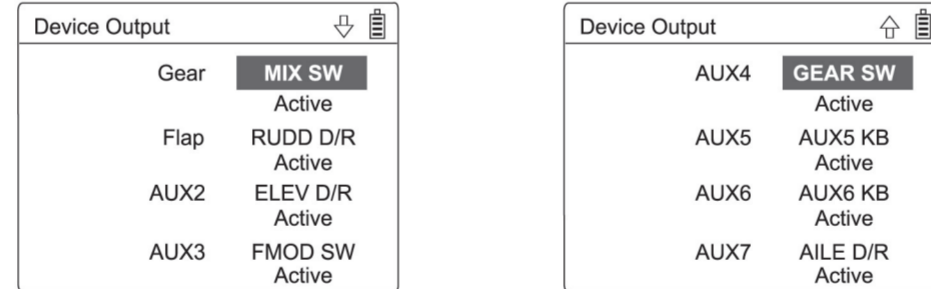 Device Output
Gear MIX SW
Active
Flap RUDD D/R
Active
AUX2 ELEV D/R
Active
AUX3 FMOD SW
Active
Device Output
AUX4 GEAR SW
Active
AUX5 AUX5 KB
Active
AUX6 AUX6 KB
Active
AUX7 AILE D/R
Active